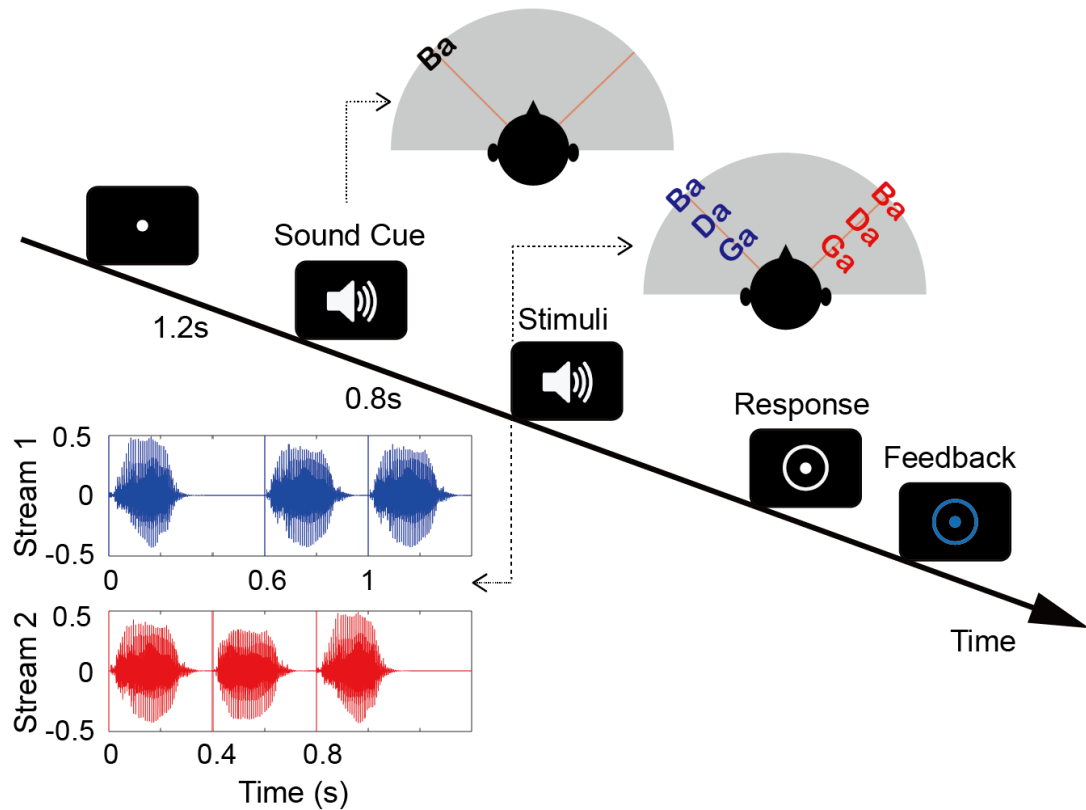 Ba
Ba
Da
Ga
Ba
Da
Ga
Sound Cue
1.2s
Stimuli
0.8s
Response
Feedback
Time
Stream 1
0.5
0
-0.5
0 0.6 1
Stream 2
0.5
0
-0.5
0 0.4 0.8
Time (s)